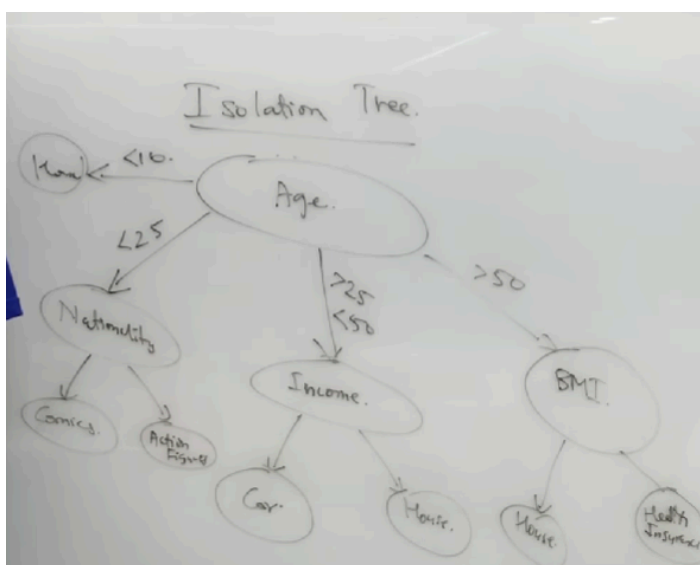 Isolation Tree.
<10.
Age.
<25
>25
<50
>50
Nationality
Income.
BMI.
Comics.
Action
Figures
Car.
House.
House.
Health
Insurance